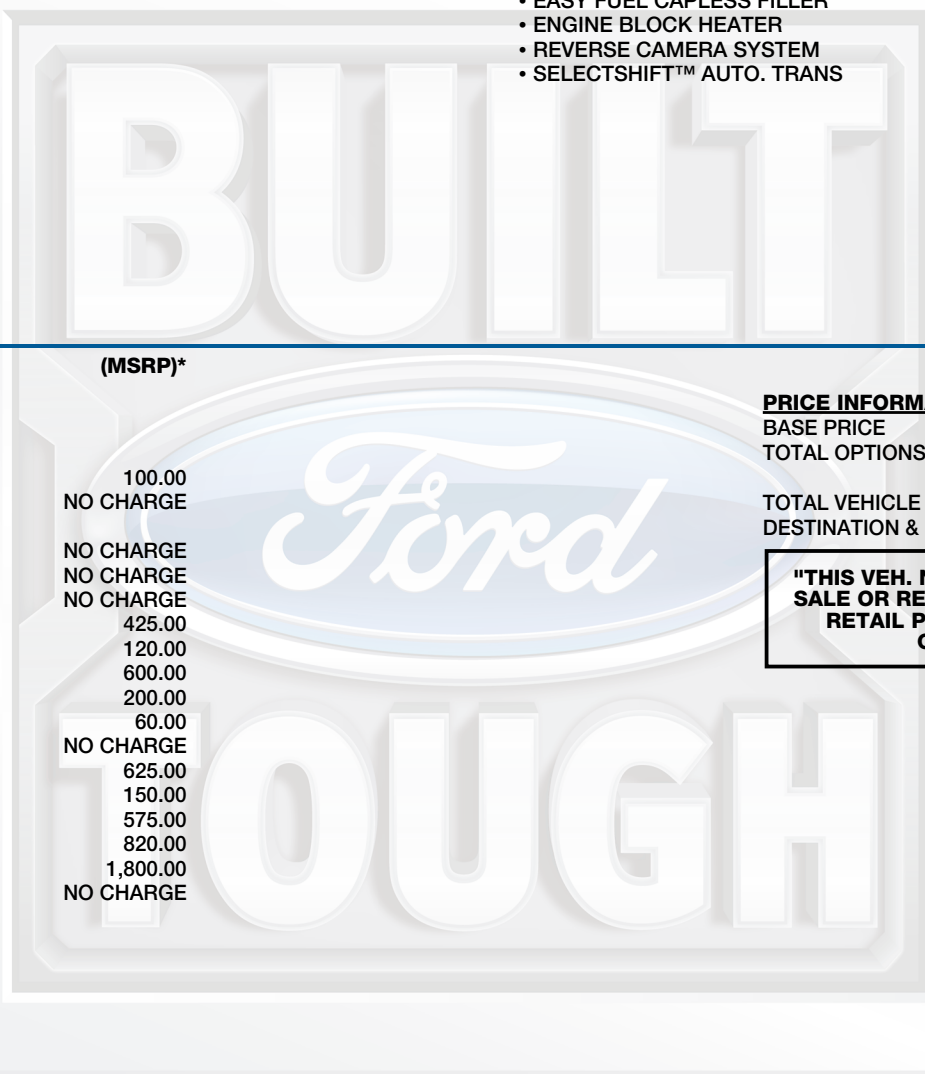 • EASY FUEL CAPLESS FILLER
• ENGINE BLOCK HEATER
• REVERSE CAMERA SYSTEM
• SELECTSHIFT™ AUTO. TRANS
BUILT
(MSRP)*
100.00
NO CHARGE
NO CHARGE
NO CHARGE
NO CHARGE
425.00
120.00
600.00
200.00
60.00
NO CHARGE
625.00
150.00
575.00
820.00
1,800.00
NO CHARGE
Ford
PRICE INFORM
BASE PRICE
TOTAL OPTIONS
TOTAL VEHICLE
DESTINATION &
"THIS VEH.
SALE OR RE
RETAIL P
TOUGH